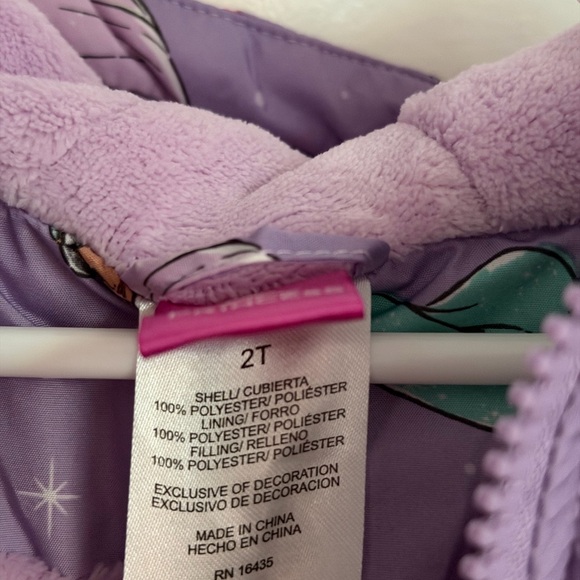 2T
SHELL/ CUBIERTA
100% POLYESTER/ POLIÉSTER
LINING/ FORRO
100% POLYESTER/ POLIÉSTER
FILLING/ RELLENO
100% POLYESTER/ POLIÉSTER
EXCLUSIVE OF DECORATION
EXCLUSIVO DE DECORACIÓN
MADE IN CHINA
HECHO EN CHINA
RN 16435